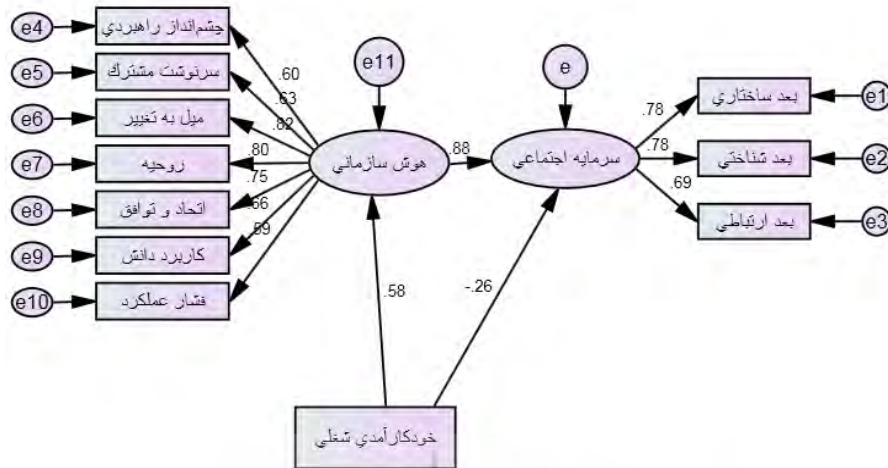 e4
چشم‌انداز راهبردي
e5
سرنوشت مشترك
e6
ميل به تغيير
e7
روحيه
e8
اتحاد و توافق
e9
كاربرد دانش
e10
فشار عملكرد
.60
.63
.82
.80
.75
.66
.59
e11
هوش سازماني
.88
e
سرمايه اجتماعي
.78
.78
.69
بعد ساختاري
e1
بعد شناختي
e2
بعد ارتباطي
e3
.58
-.26
خودكارآمدي شغلي